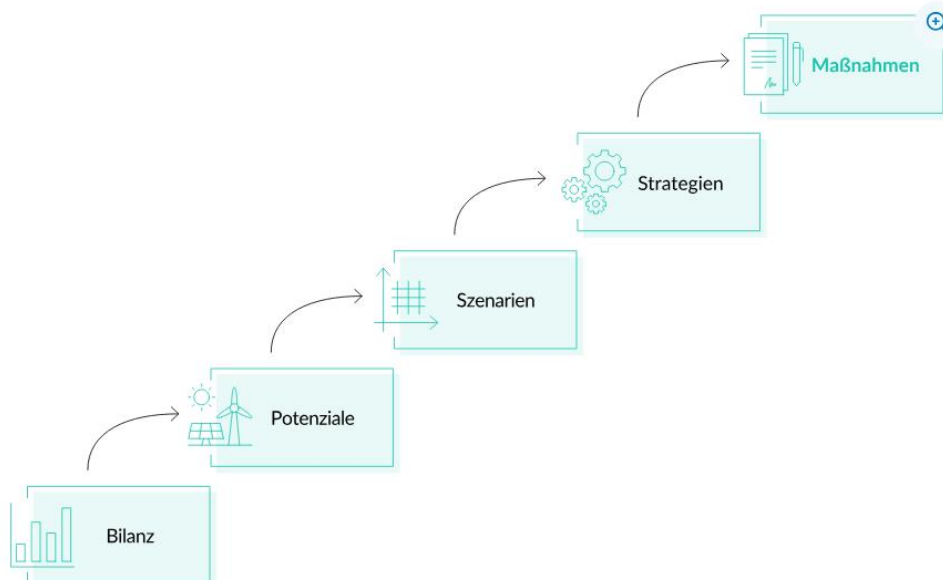 Maßnahmen
Strategien
Szenarien
Potenziale
Bilanz